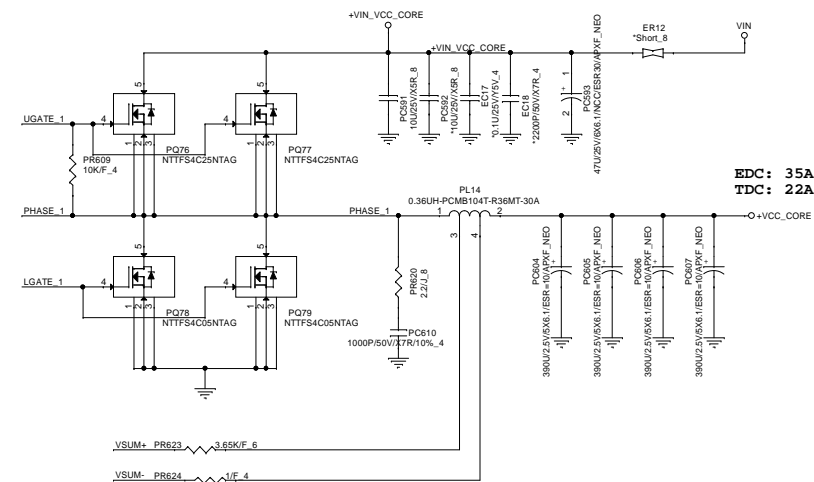 +VIN_VCC_CORE
ER12
*Short_8
VIN
+VIN_VCC_CORE
5
5
PC591
10U/25V/X5R_8
PC592
*10U/25V/X5R_8
EC17
*0.1U/25V/Y5V_4
EC18
*2200P/50V/X7R_4
+
1
2
PC593
47U/25V/6X6.1/NCC/ESR30/APXF_NEO
UGATE_1
4
4
PQ76
NTTFS4C25NTAG
PQ77
NTTFS4C25NTAG
1
2
3
1
2
3
PR609
10K/F_4
EDC: 35A
TDC: 22A
PL14
0.36UH-PCMB104T-R36MT-30A
PHASE_1
PHASE_1
1
2
3
4
+VCC_CORE
5
5
LGATE_1
4
4
PQ78
NTTFS4C05NTAG
PQ79
NTTFS4C05NTAG
1
2
3
1
2
3
PR620
2.2/J_8
PC610
1000P/50V/X7R/10%_4
+
PC604
390U/2.5V/5X6.1/ESR=10/APXF_NEO
+
PC605
390U/2.5V/5X6.1/ESR=10/APXF_NEO
+
PC606
390U/2.5V/5X6.1/ESR=10/APXF_NEO
+
PC607
390U/2.5V/5X6.1/ESR=10/APXF_NEO
VSUM+ PR623 3.65K/F_6
VSUM- PR624 1/F_4